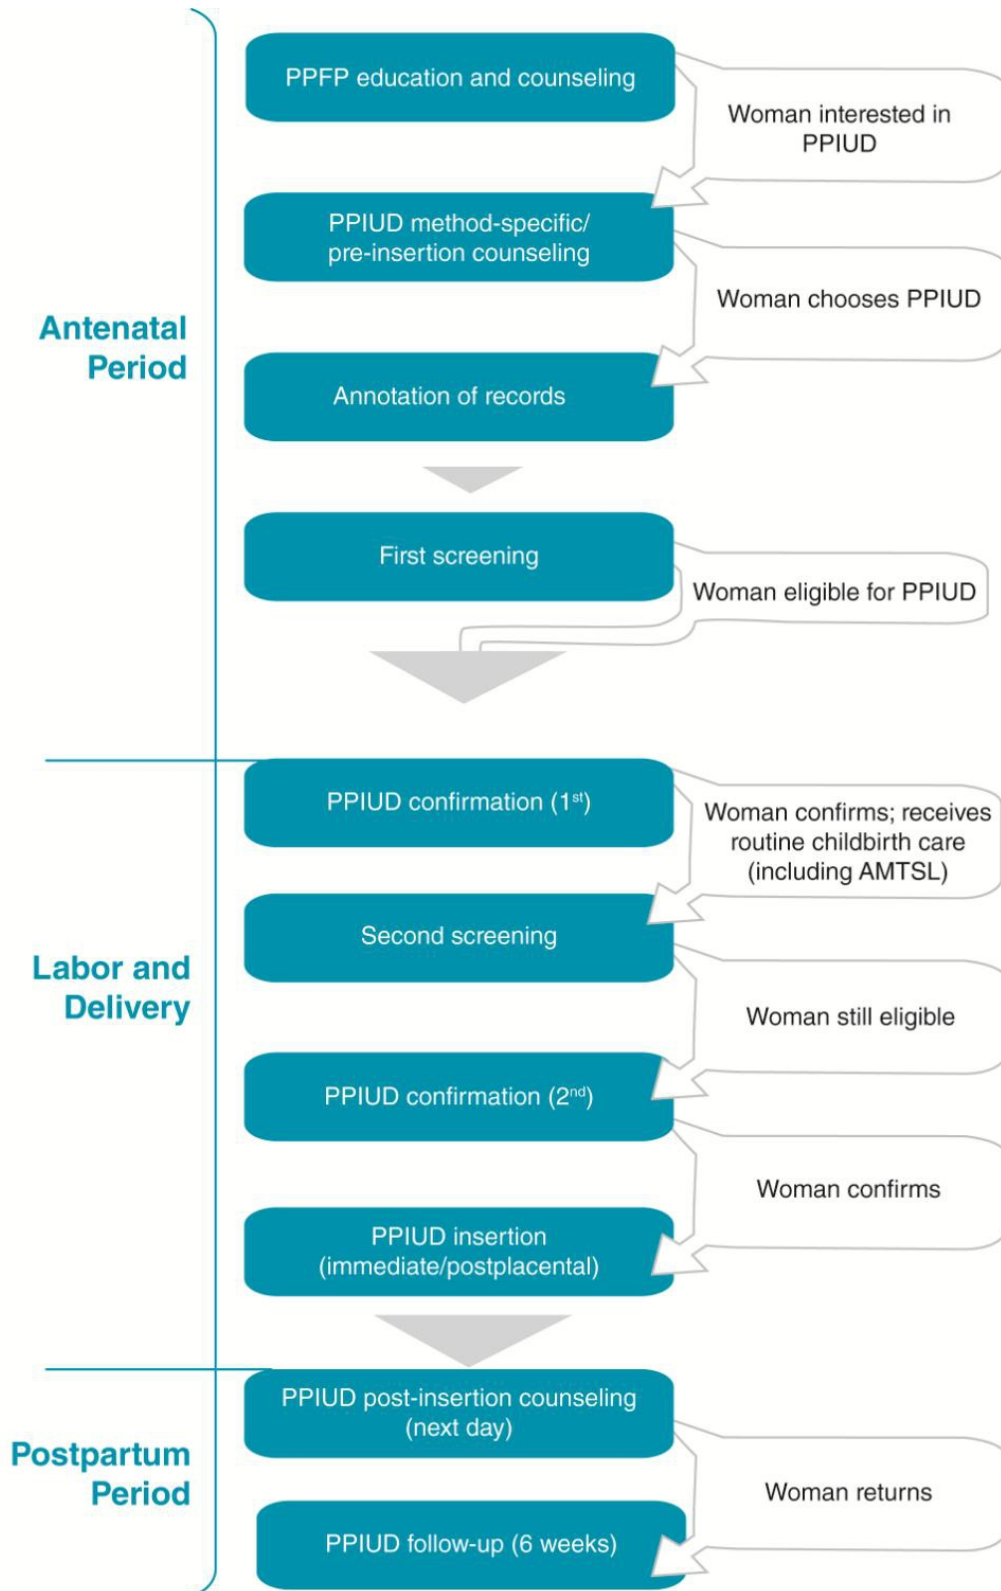 PPFP education and counseling
Woman interested in
PPIUD
PPIUD method-specific/
pre-insertion counseling
Woman chooses PPIUD
Antenatal
Period
Annotation of records
First screening
Woman eligible for PPIUD
PPIUD confirmation (1st)
Woman confirms; receives
routine childbirth care
(including AMTSL)
Second screening
Labor and
Delivery
Woman still eligible
PPIUD confirmation (2nd)
Woman confirms
PPIUD insertion
(immediate/postplacental)
PPIUD post-insertion counseling
(next day)
Postpartum
Period
Woman returns
PPIUD follow-up (6 weeks)